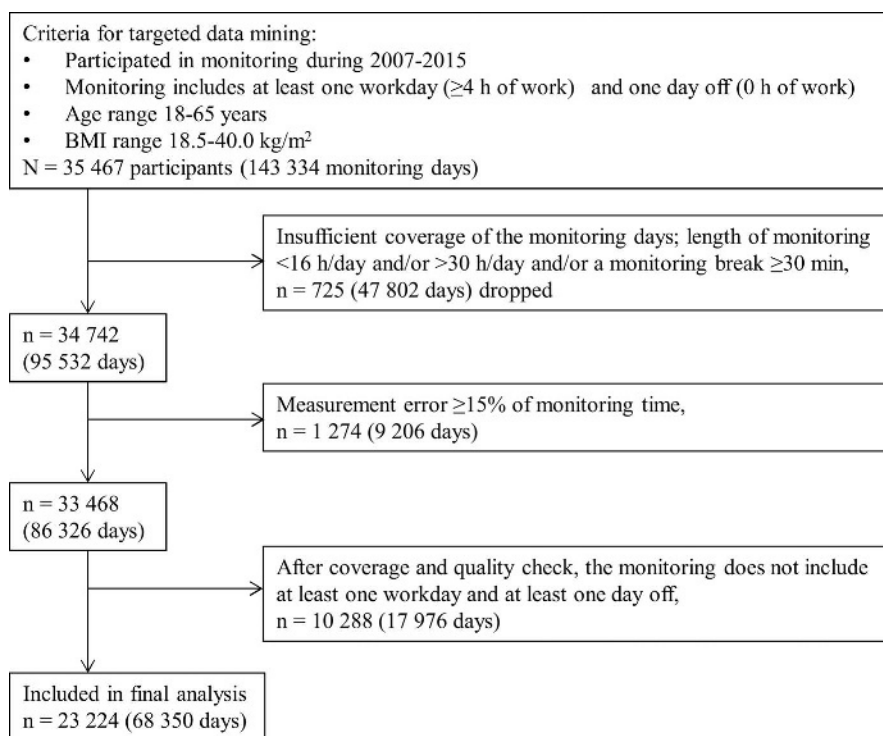 Criteria for targeted data mining:
• Participated in monitoring during 2007-2015
• Monitoring includes at least one workday (≥4 h of work) and one day off (0 h of work)
• Age range 18-65 years
• BMI range 18.5-40.0 kg/m²
N = 35 467 participants (143 334 monitoring days)
Insufficient coverage of the monitoring days; length of monitoring
<16 h/day and/or >30 h/day and/or a monitoring break ≥30 min,
n = 725 (47 802 days) dropped
n = 34 742
(95 532 days)
Measurement error ≥15% of monitoring time,
n = 1 274 (9 206 days)
n = 33 468
(86 326 days)
After coverage and quality check, the monitoring does not include
at least one workday and at least one day off,
n = 10 288 (17 976 days)
Included in final analysis
n = 23 224 (68 350 days)